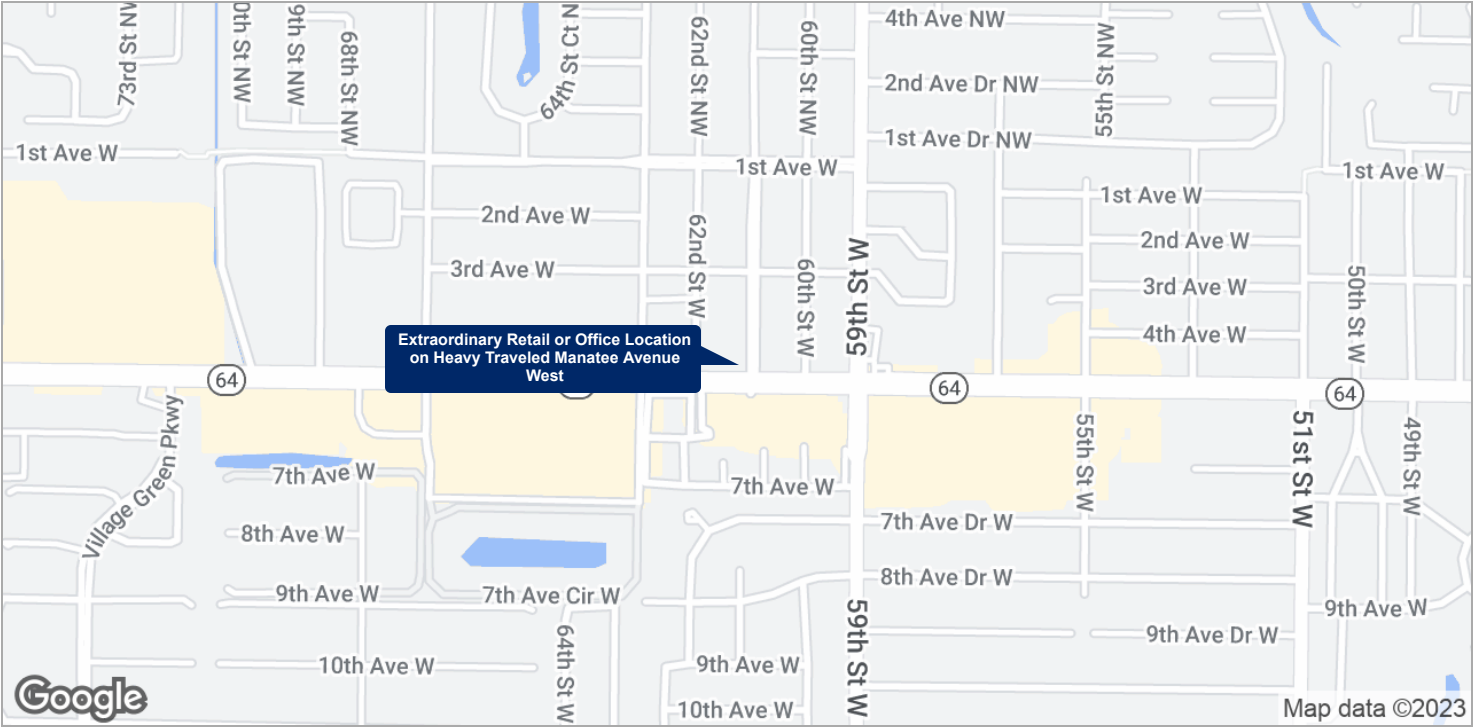 4th Ave NW
73rd St NW
70th St NW
69th St NW
68th St NW
64th St Ct N
62nd St NW
60th St NW
2nd Ave Dr NW
55th St NW
1st Ave Dr NW
1st Ave W
1st Ave W
1st Ave W
1st Ave W
2nd Ave W
62nd St W
2nd Ave W
3rd Ave W
60th St W
59th St W
3rd Ave W
50th St W
4th Ave W
Extraordinary Retail or Office Location
on Heavy Traveled Manatee Avenue
West
64
64
64
Village Green Pkwy
7th Ave W
7th Ave W
55th St W
51st St W
49th St W
8th Ave W
7th Ave Dr W
9th Ave W
7th Ave Cir W
8th Ave Dr W
59th St W
9th Ave W
64th St W
9th Ave Dr W
10th Ave W
9th Ave W
10th Ave W
Google
Map data ©2023